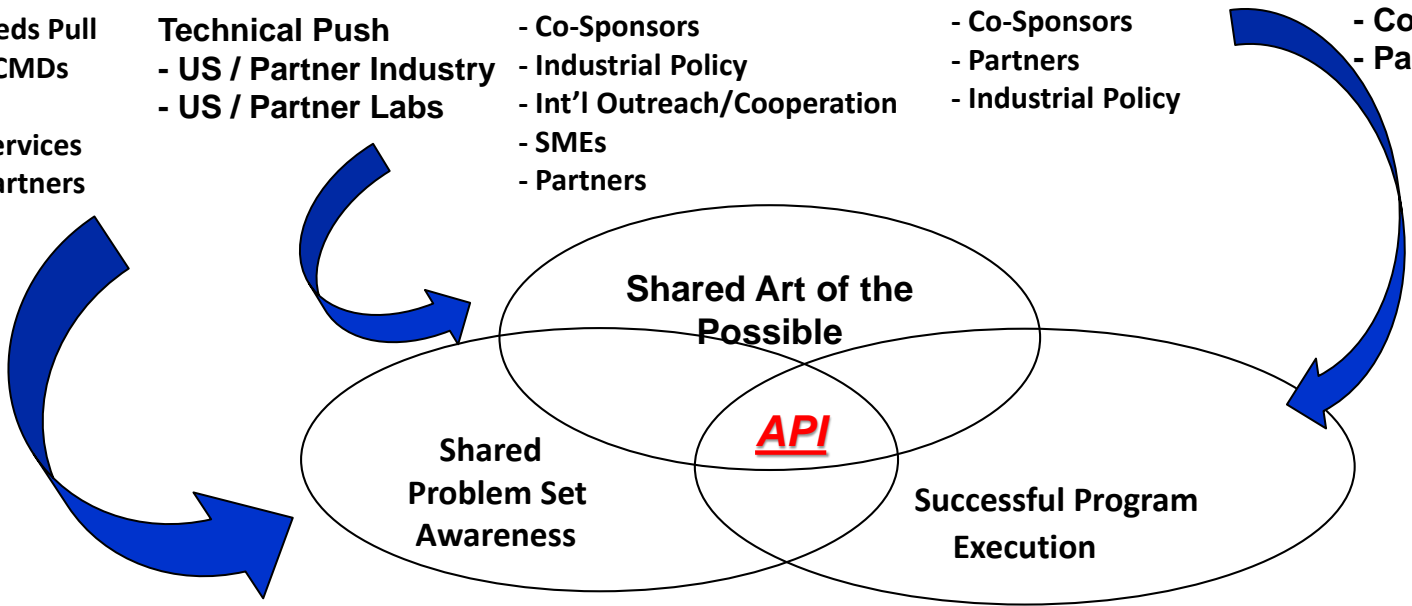 eds Pull
CMDs
ervices
artners
Technical Push
- US / Partner Industry
- US / Partner Labs
- Co-Sponsors
- Industrial Policy
- Int'l Outreach/Cooperation
- SMEs
- Partners
- Co-Sponsors
- Partners
- Industrial Policy
- Co
- Pa
Shared Art of the
Possible
API
Shared
Problem Set
Awareness
Successful Program
Execution